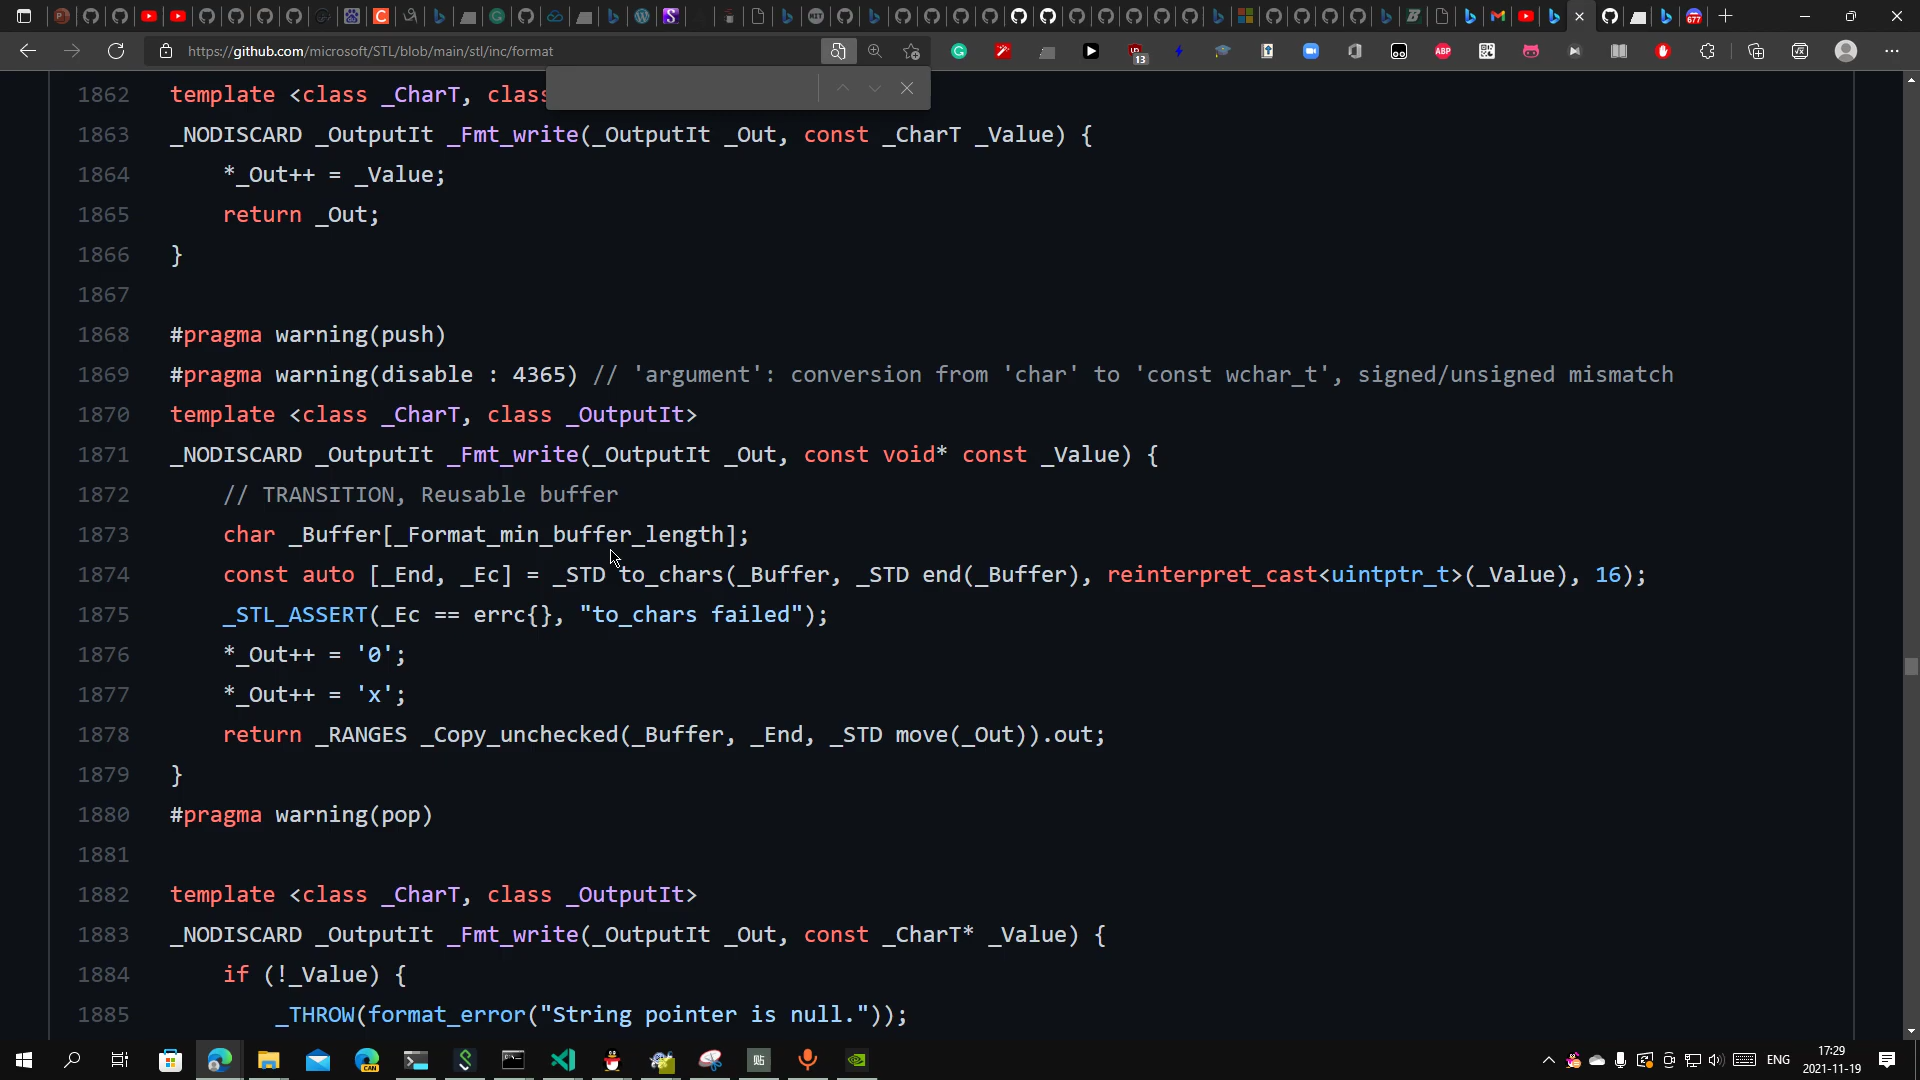 https://github.com/microsoft/STL/blob/main/stl/inc/format
13
ABP
677
1862 template <class _CharT, class
1863 _NODISCARD _OutputIt _Fmt_write(_OutputIt _Out, const _CharT _Value) {
1864 *_Out++ = _Value;
1865 return _Out;
1866 }
1867
1868 #pragma warning(push)
1869 #pragma warning(disable : 4365) // 'argument': conversion from 'char' to 'const wchar_t', signed/unsigned mismatch
1870 template <class _CharT, class _OutputIt>
1871 _NODISCARD _OutputIt _Fmt_write(_OutputIt _Out, const void* const _Value) {
1872 // TRANSITION, Reusable buffer
1873 char _Buffer[_Format_min_buffer_length];
1874 const auto [_End, _Ec] = _STD to_chars(_Buffer, _STD end(_Buffer), reinterpret_cast<uintptr_t>(_Value), 16);
1875 _STL_ASSERT(_Ec == errc{}, "to_chars failed");
1876 *_Out++ = '0';
1877 *_Out++ = 'x';
1878 return _RANGES _Copy_unchecked(_Buffer, _End, _STD move(_Out)).out;
1879 }
1880 #pragma warning(pop)
1881
1882 template <class _CharT, class _OutputIt>
1883 _NODISCARD _OutputIt _Fmt_write(_OutputIt _Out, const _CharT* _Value) {
1884 if (!_Value) {
1885 _THROW(format_error("String pointer is null."));
CAN
ENG
17:29
2021-11-19